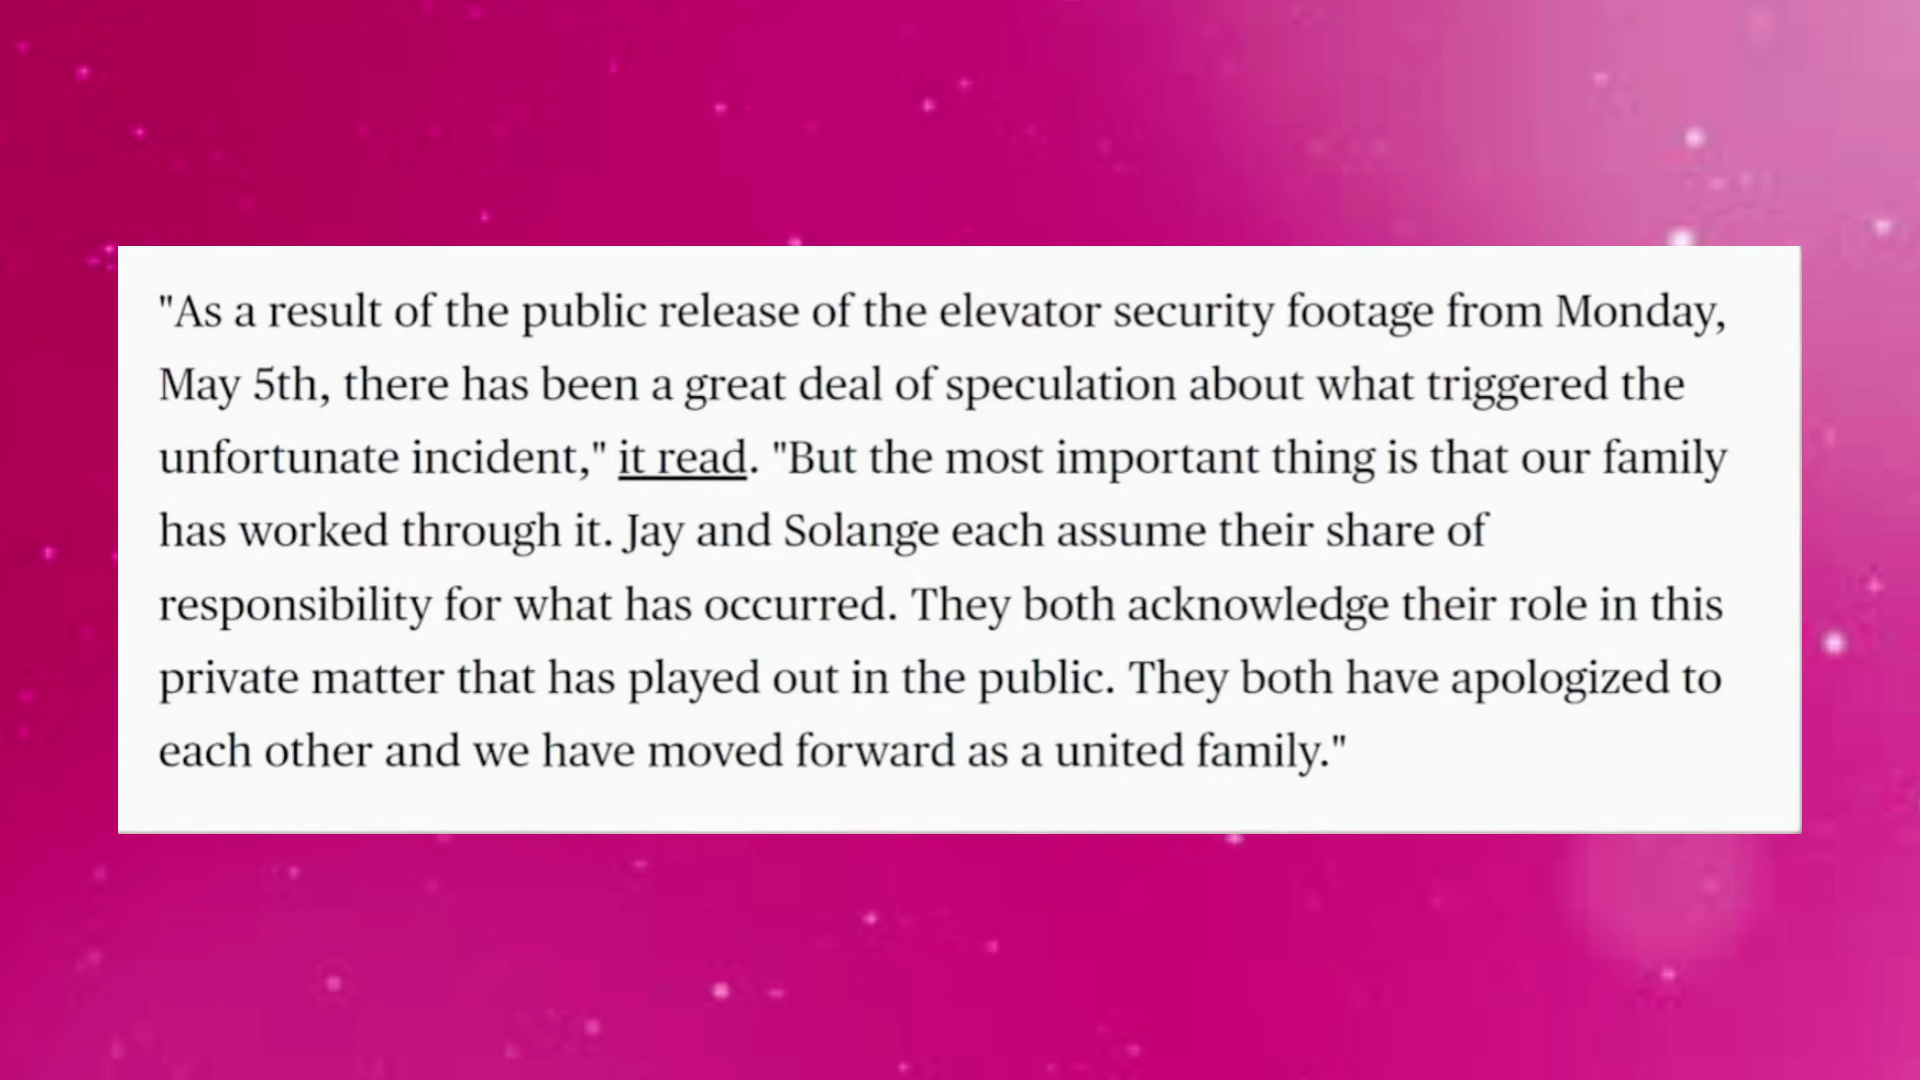 "As a result of the public release of the elevator security footage from Monday,
May 5th, there has been a great deal of speculation about what triggered the
unfortunate incident," it read. "But the most important thing is that our family
has worked through it. Jay and Solange each assume their share of
responsibility for what has occurred. They both acknowledge their role in this
private matter that has played out in the public. They both have apologized to
each other and we have moved forward as a united family."